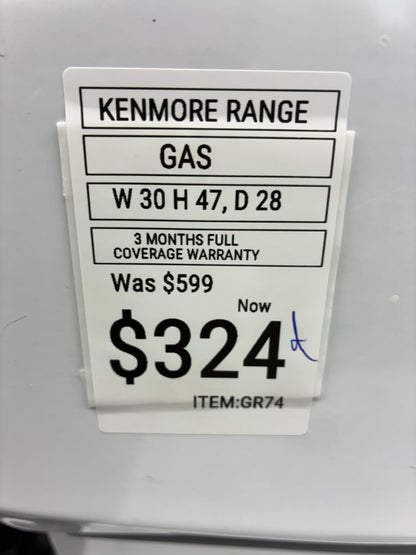 KENMORE RANGE
GAS
W 30 H 47, D 28
3 MONTHS FULL
COVERAGE WARRANTY
Was $599
Now
$324
ITEM:GR74